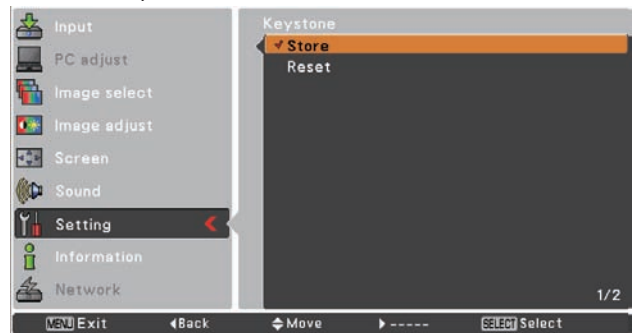 Input
PC adjust
Image select
Image adjust
Screen
Sound
Setting
Information
Network
Keystone
Store
Reset
1/2
MENU Exit
Back
Move
-----
SELECT Select